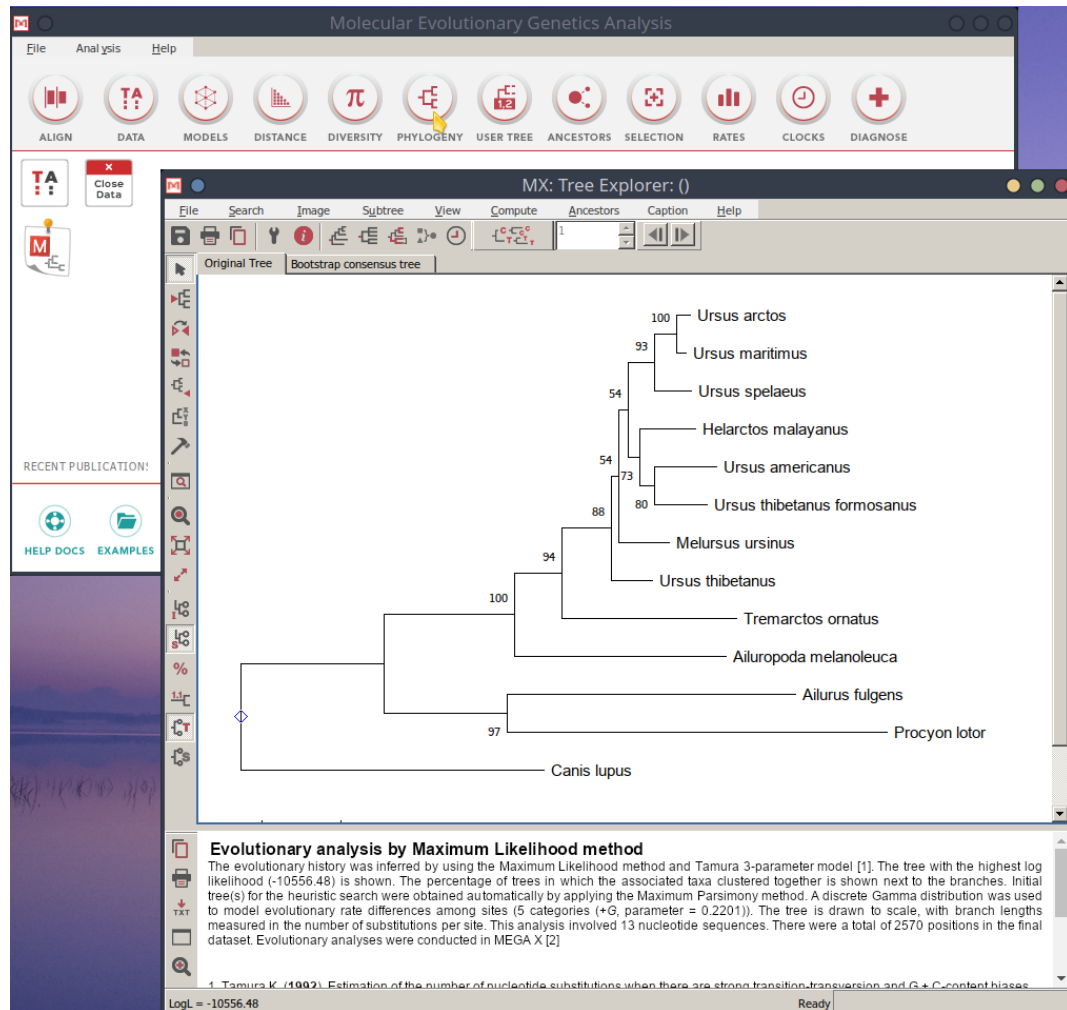 Molecular Evolutionary Genetics Analysis
File Analysis Help
TA
π
1.2
ALIGN DATA MODELS DISTANCE DIVERSITY PHYLOGENY USER TREE ANCESTORS SELECTION RATES CLOCKS DIAGNOSE
TA
Close
Data
M
RECENT PUBLICATION
HELP DOCS EXAMPLES
MX: Tree Explorer: ()
File Search Image Subtree View Compute Ancestors Caption Help
1
Original Tree Bootstrap consensus tree
100 Ursus arctos
93 Ursus maritimus
Ursus spelaeus
54
Helarctos malayanus
54 73 Ursus americanus
80 Ursus thibetanus formosanus
88
Melursus ursinus
94
Ursus thibetanus
100
Tremarctos ornatus
Ailuropoda melanoleuca
Ailurus fulgens
97 Procyon lotor
Canis lupus
%
1.1
TXT
Evolutionary analysis by Maximum Likelihood method
The evolutionary history was inferred by using the Maximum Likelihood method and Tamura 3-parameter model [1]. The tree with the highest log
likelihood (-10556.48) is shown. The percentage of trees in which the associated taxa clustered together is shown next to the branches. Initial
tree(s) for the heuristic search were obtained automatically by applying the Maximum Parsimony method. A discrete Gamma distribution was used
to model evolutionary rate differences among sites (5 categories (+G, parameter = 0.2201)). The tree is drawn to scale, with branch lengths
measured in the number of substitutions per site. This analysis involved 13 nucleotide sequences. There were a total of 2570 positions in the final
dataset. Evolutionary analyses were conducted in MEGA X [2]
1. Tamura K. (1992). Estimation of the number of nucleotide substitutions when there are strong transition-transversion and G + C-content biases
LogL = -10556.48 Ready